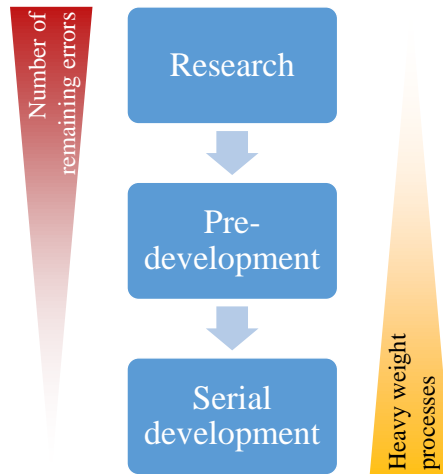 Number of
remaining errors
Research
Pre-
development
Serial
development
Heavy weight
processes